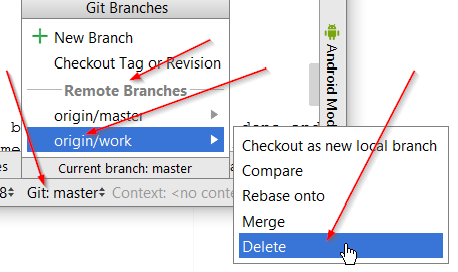 Git Branches
New Branch
Checkout Tag or Revision
Remote Branches
origin/master
origin/work
Current branch: master
Git: master
Context: <no conte
Android Mod
Checkout as new local branch
Compare
Rebase onto
Merge
Delete